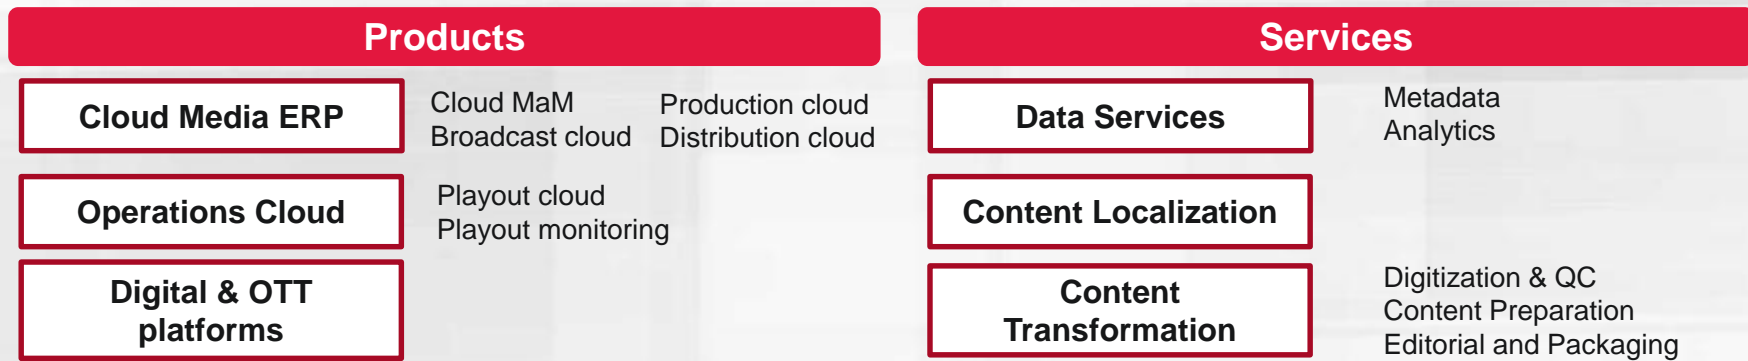 Products
Cloud Media ERP
Cloud MaM
Broadcast cloud
Production cloud
Distribution cloud
Operations Cloud
Playout cloud
Playout monitoring
Digital & OTT
platforms
Services
Data Services
Metadata
Analytics
Content Localization
Content
Transformation
Digitization & QC
Content Preparation
Editorial and Packaging